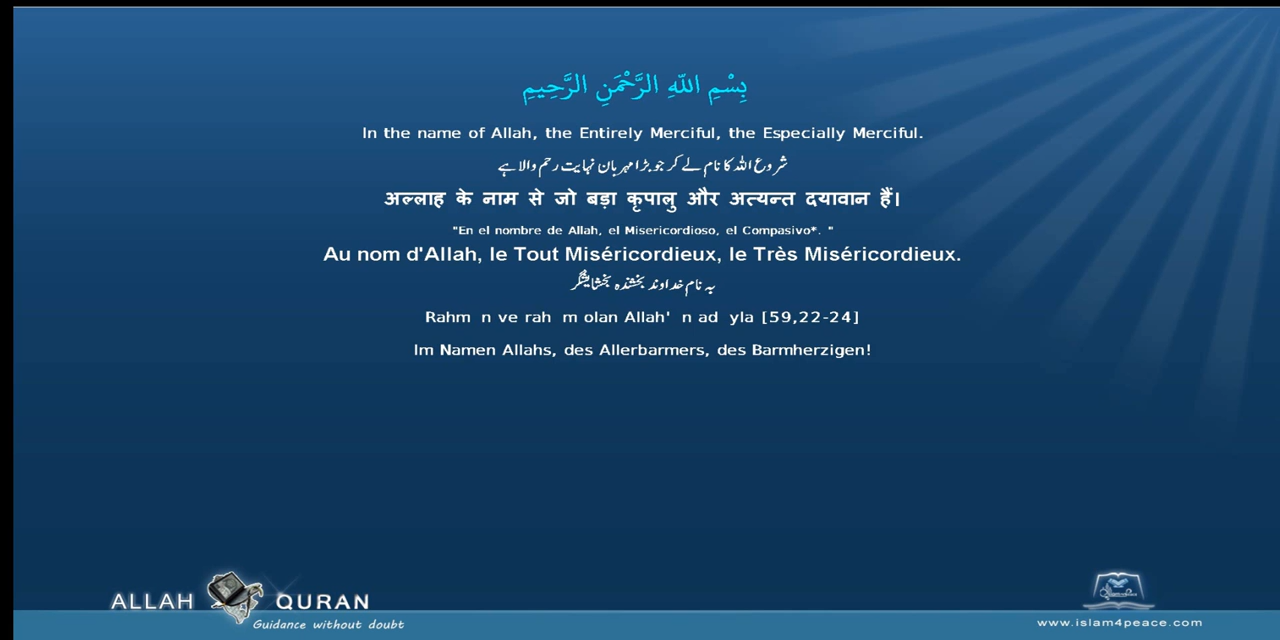 بِسْمِ اللَّهِ الرَّحْمَنِ الرَّحِيمِ
In the name of Allah, the Entirely Merciful, the Especially Merciful.
شروع الله کا نام لے کر جو بڑا مہربان نہایت رحم والا ہے
अल्लाह के नाम से जो बड़ा कृपालु और अत्यन्त दयावान हैं।
"En el nombre de Allah, el Misericordioso, el Compasivo*. "
Au nom d'Allah, le Tout Miséricordieux, le Très Miséricordieux.
به نام خداوند بخشنده بخشایشگر
Rahm n ve rah m olan Allah' n ad yla [59,22-24]
Im Namen Allahs, des Allerbarmers, des Barmherzigen!
ALLAH QURAN
Guidance without doubt
www.islam4peace.com